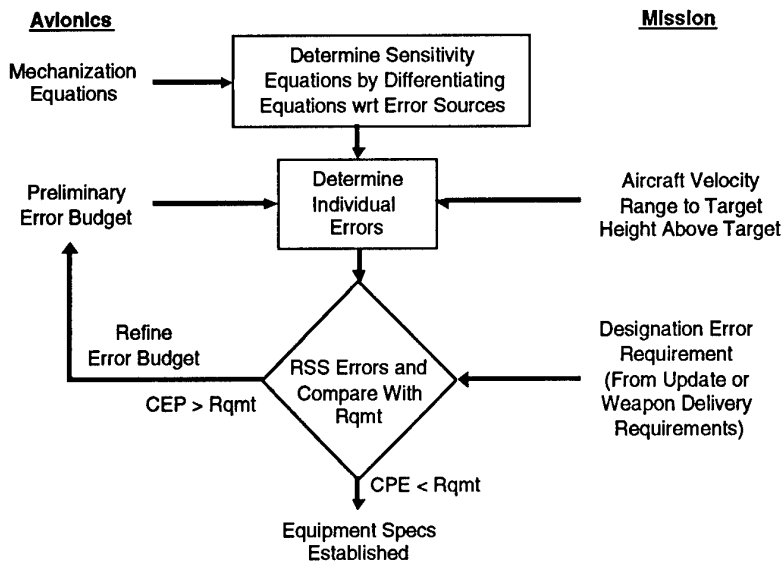 Avionics
Mission
Mechanization
Equations
Determine Sensitivity
Equations by Differentiating
Equations wrt Error Sources
Preliminary
Error Budget
Determine
Individual
Errors
Aircraft Velocity
Range to Target
Height Above Target
Refine
Error Budget
CEP > Rqmt
RSS Errors and
Compare With
Rqmt
Designation Error
Requirement
(From Update or
Weapon Delivery
Requirements)
CPE < Rqmt
Equipment Specs
Established